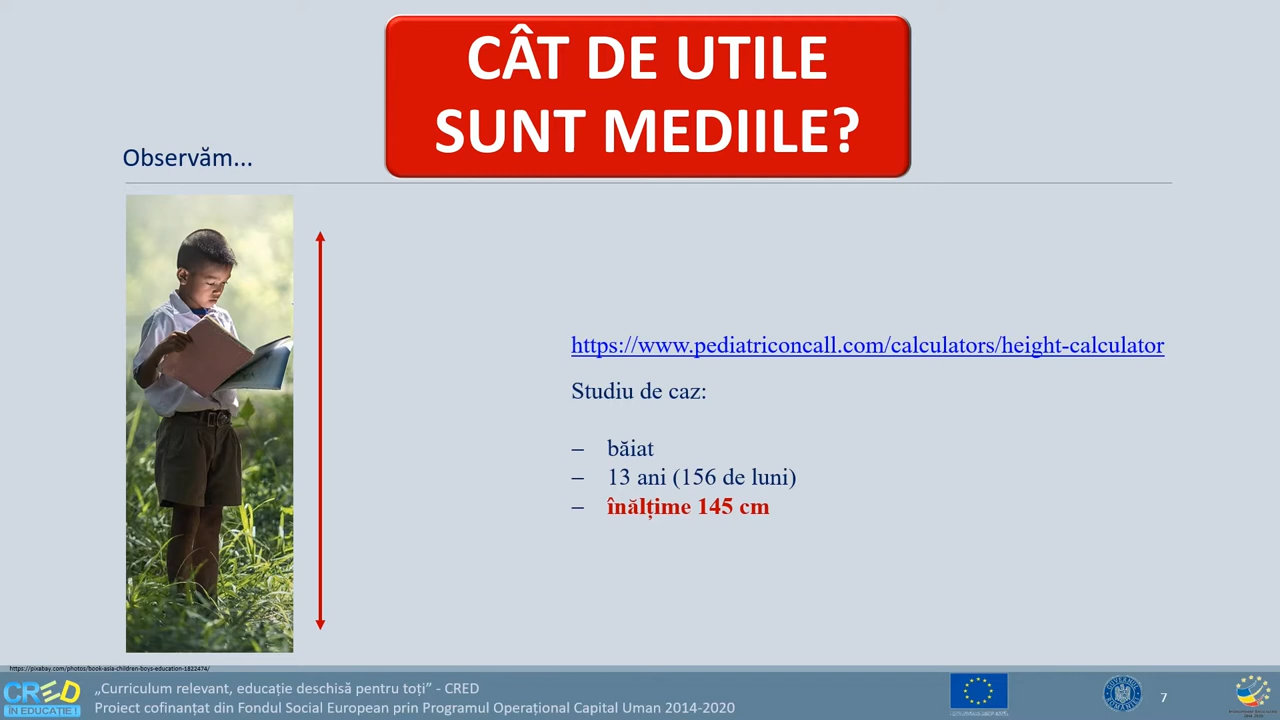 CÂT DE UTILE
SUNT MEDIILE?
Observăm...
https://www.pediatriconcall.com/calculators/height-calculator
Studiu de caz:
– băiat
– 13 ani (156 de luni)
– înălțime 145 cm
https://pixabay.com/photos/book-asia-children-boys-education-1822474/
CRED
ÎN EDUCAȚIE !
„Curriculum relevant, educație deschisă pentru toți” - CRED
Proiect cofinanțat din Fondul Social European prin Programul Operațional Capital Uman 2014-2020
7